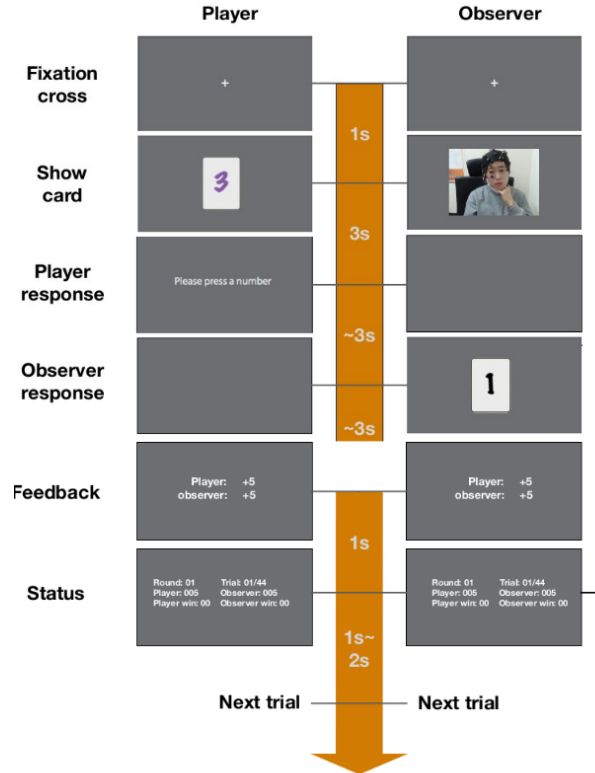 Player Observer
Fixation
cross
+ +
1s
Show
card
3
3s
Player
response
Please press a number
~3s
Observer
response
1
~3s
Feedback
Player: +5
observer: +5
Player: +5
observer: +5
1s
Status
Round: 01 Trial: 01/44
Player: 005 Observer: 005
Player win: 00 Observer win: 00
Round: 01 Trial: 01/44
Player: 005 Observer: 005
Player win: 00 Observer win: 00
1s~
2s
Next trial Next trial